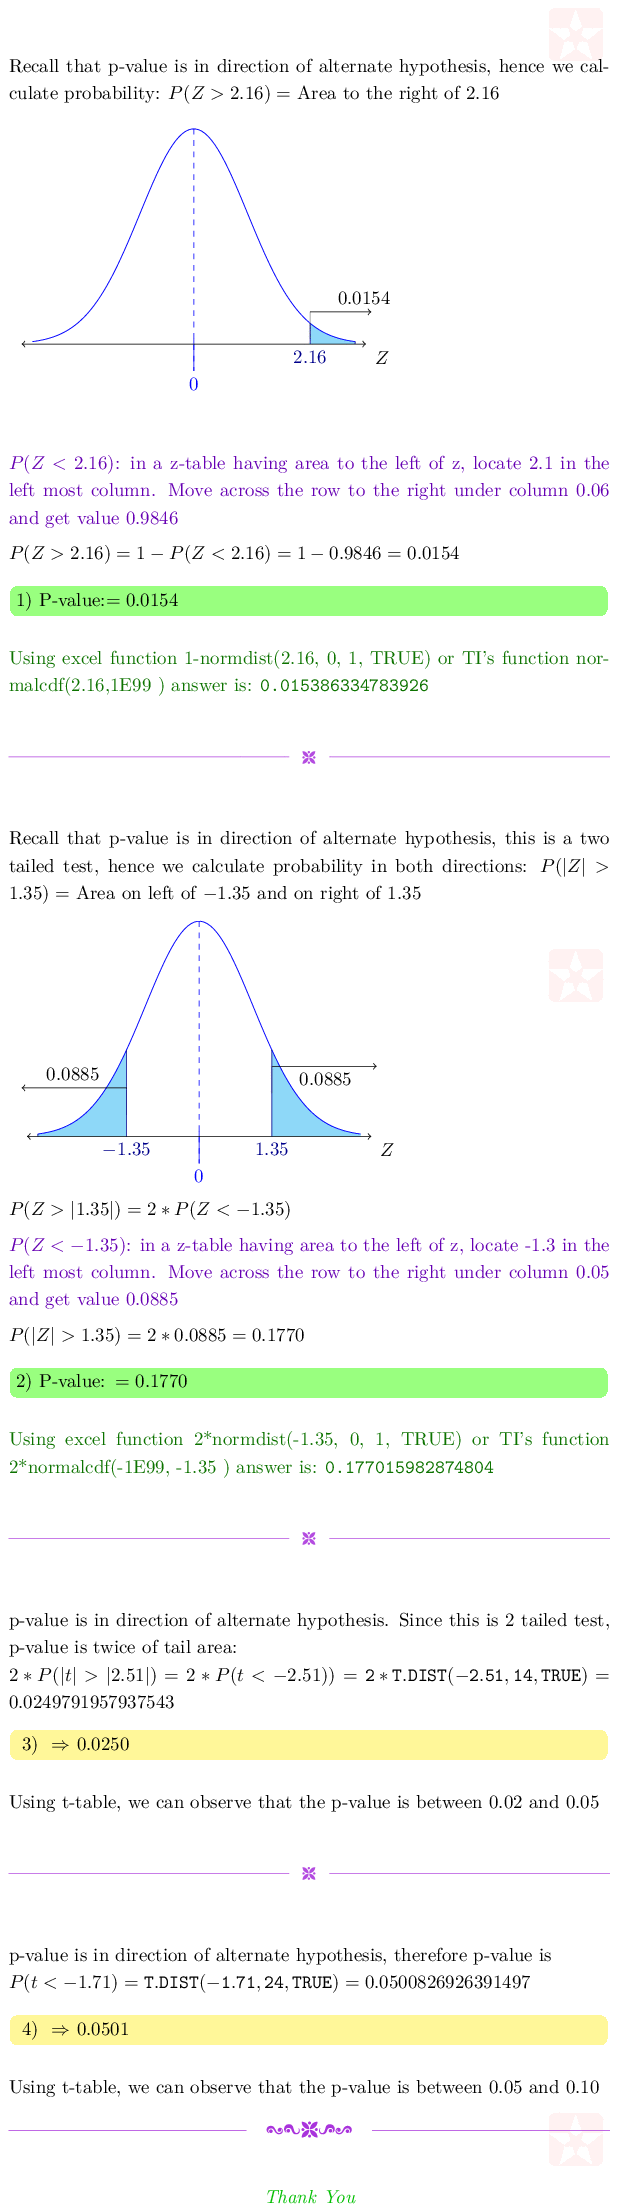 Recall that p-value is in direction of alternate hypothesis, hence we cal-
culate probability: P(Z > 2.16) = Area to the right of 2.16
0.0154
2.16
Z
0
P(Z < 2.16): in a z-table having area to the left of z, locate 2.1 in the
left most column. Move across the row to the right under column 0.06
and get value 0.9846
P(Z > 2.16) = 1 − P(Z < 2.16) = 1 − 0.9846 = 0.0154
1) P-value:= 0.0154
Using excel function 1-normdist(2.16, 0, 1, TRUE) or TI's function nor-
malcdf(2.16,1E99 ) answer is: 0.015386334783926
Recall that p-value is in direction of alternate hypothesis, this is a two
tailed test, hence we calculate probability in both directions: P(|Z| >
1.35) = Area on left of −1.35 and on right of 1.35
0.0885
0.0885
−1.35
1.35
Z
0
P(Z > |1.35|) = 2 ∗ P(Z < −1.35)
P(Z < −1.35): in a z-table having area to the left of z, locate -1.3 in the
left most column. Move across the row to the right under column 0.05
and get value 0.0885
P(|Z| > 1.35) = 2 ∗ 0.0885 = 0.1770
2) P-value: = 0.1770
Using excel function 2*normdist(-1.35, 0, 1, TRUE) or TI's function
2*normalcdf(-1E99, -1.35 ) answer is: 0.177015982874804
p-value is in direction of alternate hypothesis. Since this is 2 tailed test,
p-value is twice of tail area:
2 ∗ P(|t| > |2.51|) = 2 ∗ P(t < −2.51)) = 2 ∗ T.DIST(−2.51, 14, TRUE) =
0.0249791957937543
3) ⇒ 0.0250
Using t-table, we can observe that the p-value is between 0.02 and 0.05
p-value is in direction of alternate hypothesis, therefore p-value is
P(t < −1.71) = T.DIST(−1.71, 24, TRUE) = 0.0500826926391497
4) ⇒ 0.0501
Using t-table, we can observe that the p-value is between 0.05 and 0.10
Thank You